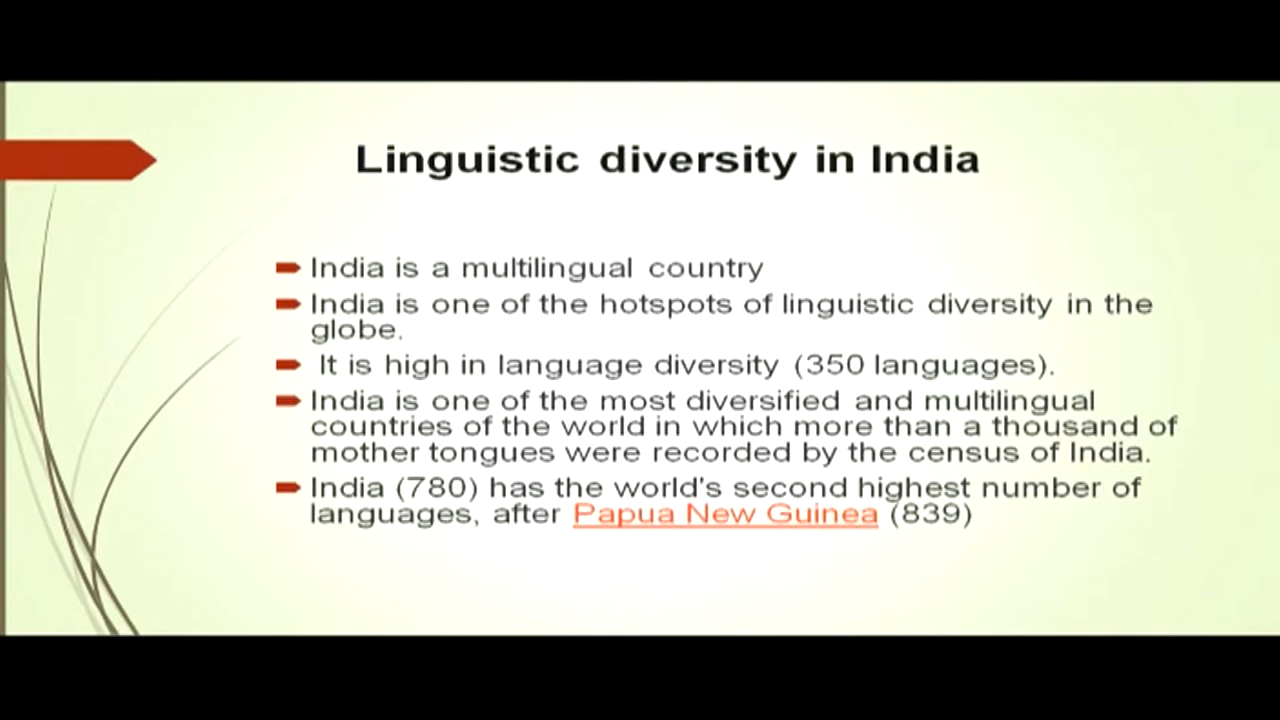 Linguistic diversity in India
India is a multilingual country
India is one of the hotspots of linguistic diversity in the
globe.
It is high in language diversity (350 languages).
India is one of the most diversified and multilingual
countries of the world in which more than a thousand of
mother tongues were recorded by the census of India.
India (780) has the world's second highest number of
languages, after Papua New Guinea (839)